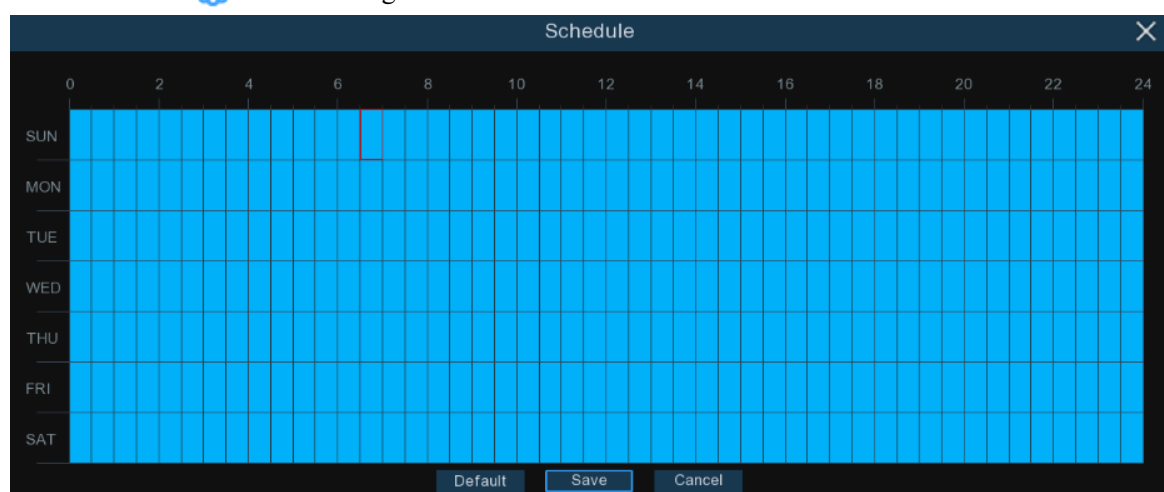 Schedule
0 2 4 6 8 10 12 14 16 18 20 22 24
SUN
MON
TUE
WED
THU
FRI
SAT
Default Save Cancel